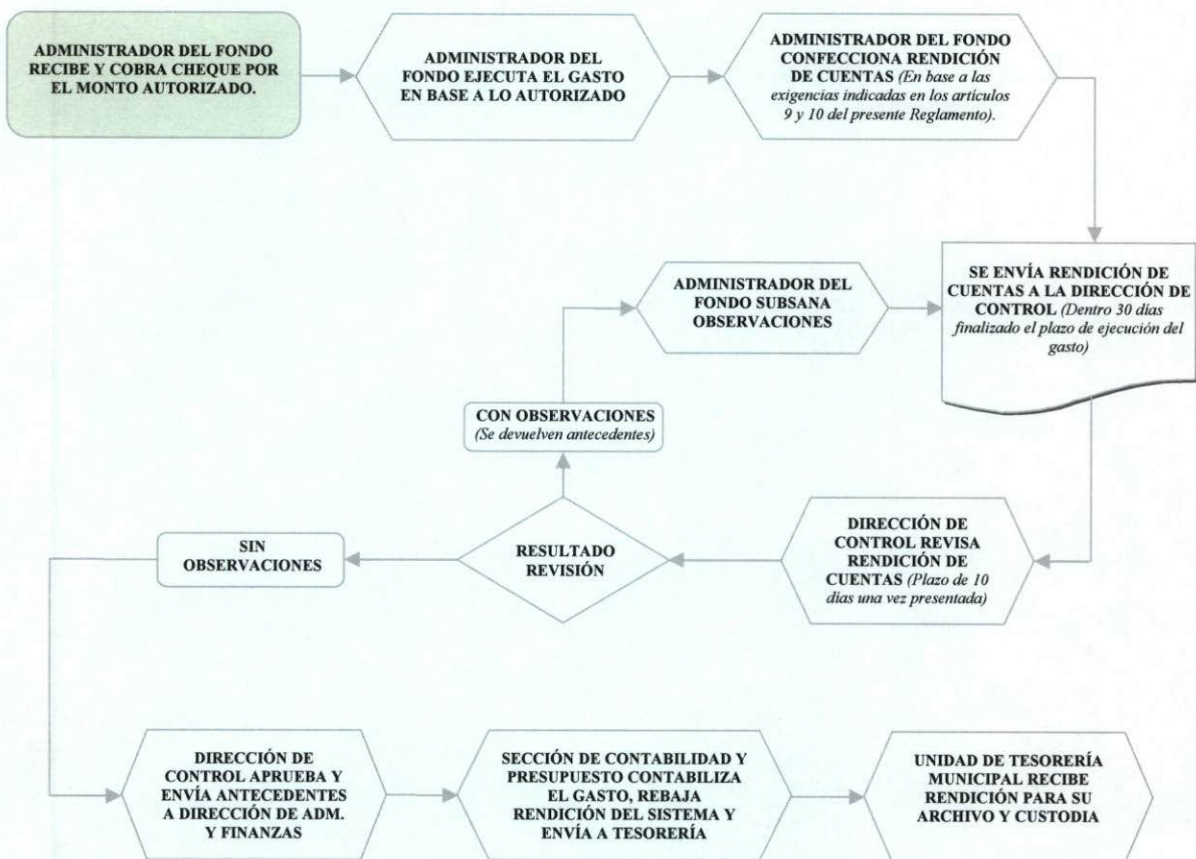 ADMINISTRADOR DEL FONDO
RECIBE Y COBRA CHEQUE POR
EL MONTO AUTORIZADO.
ADMINISTRADOR DEL
FONDO EJECUTA EL GASTO
EN BASE A LO AUTORIZADO
ADMINISTRADOR DEL FONDO
CONFECCIONA RENDICIÓN
DE CUENTAS (En base a las
exigencias indicadas en los artículos
9 y 10 del presente Reglamento).
SE ENVÍA RENDICIÓN DE
CUENTAS A LA DIRECCIÓN DE
CONTROL (Dentro 30 días
finalizado el plazo de ejecución del
gasto)
ADMINISTRADOR DEL
FONDO SUBSANA
OBSERVACIONES
CON OBSERVACIONES
(Se devuelven antecedentes)
DIRECCIÓN DE
CONTROL REVISA
RENDICIÓN DE
CUENTAS (Plazo de 10
días una vez presentada)
RESULTADO
REVISIÓN
SIN
OBSERVACIONES
DIRECCIÓN DE
CONTROL APRUEBA Y
ENVÍA ANTECEDENTES
A DIRECCIÓN DE ADM.
Y FINANZAS
SECCIÓN DE CONTABILIDAD Y
PRESUPUESTO CONTABILIZA
EL GASTO, REBAJA
RENDICIÓN DEL SISTEMA Y
ENVÍA A TESORERÍA
UNIDAD DE TESORERÍA
MUNICIPAL RECIBE
RENDICIÓN PARA SU
ARCHIVO Y CUSTODIA